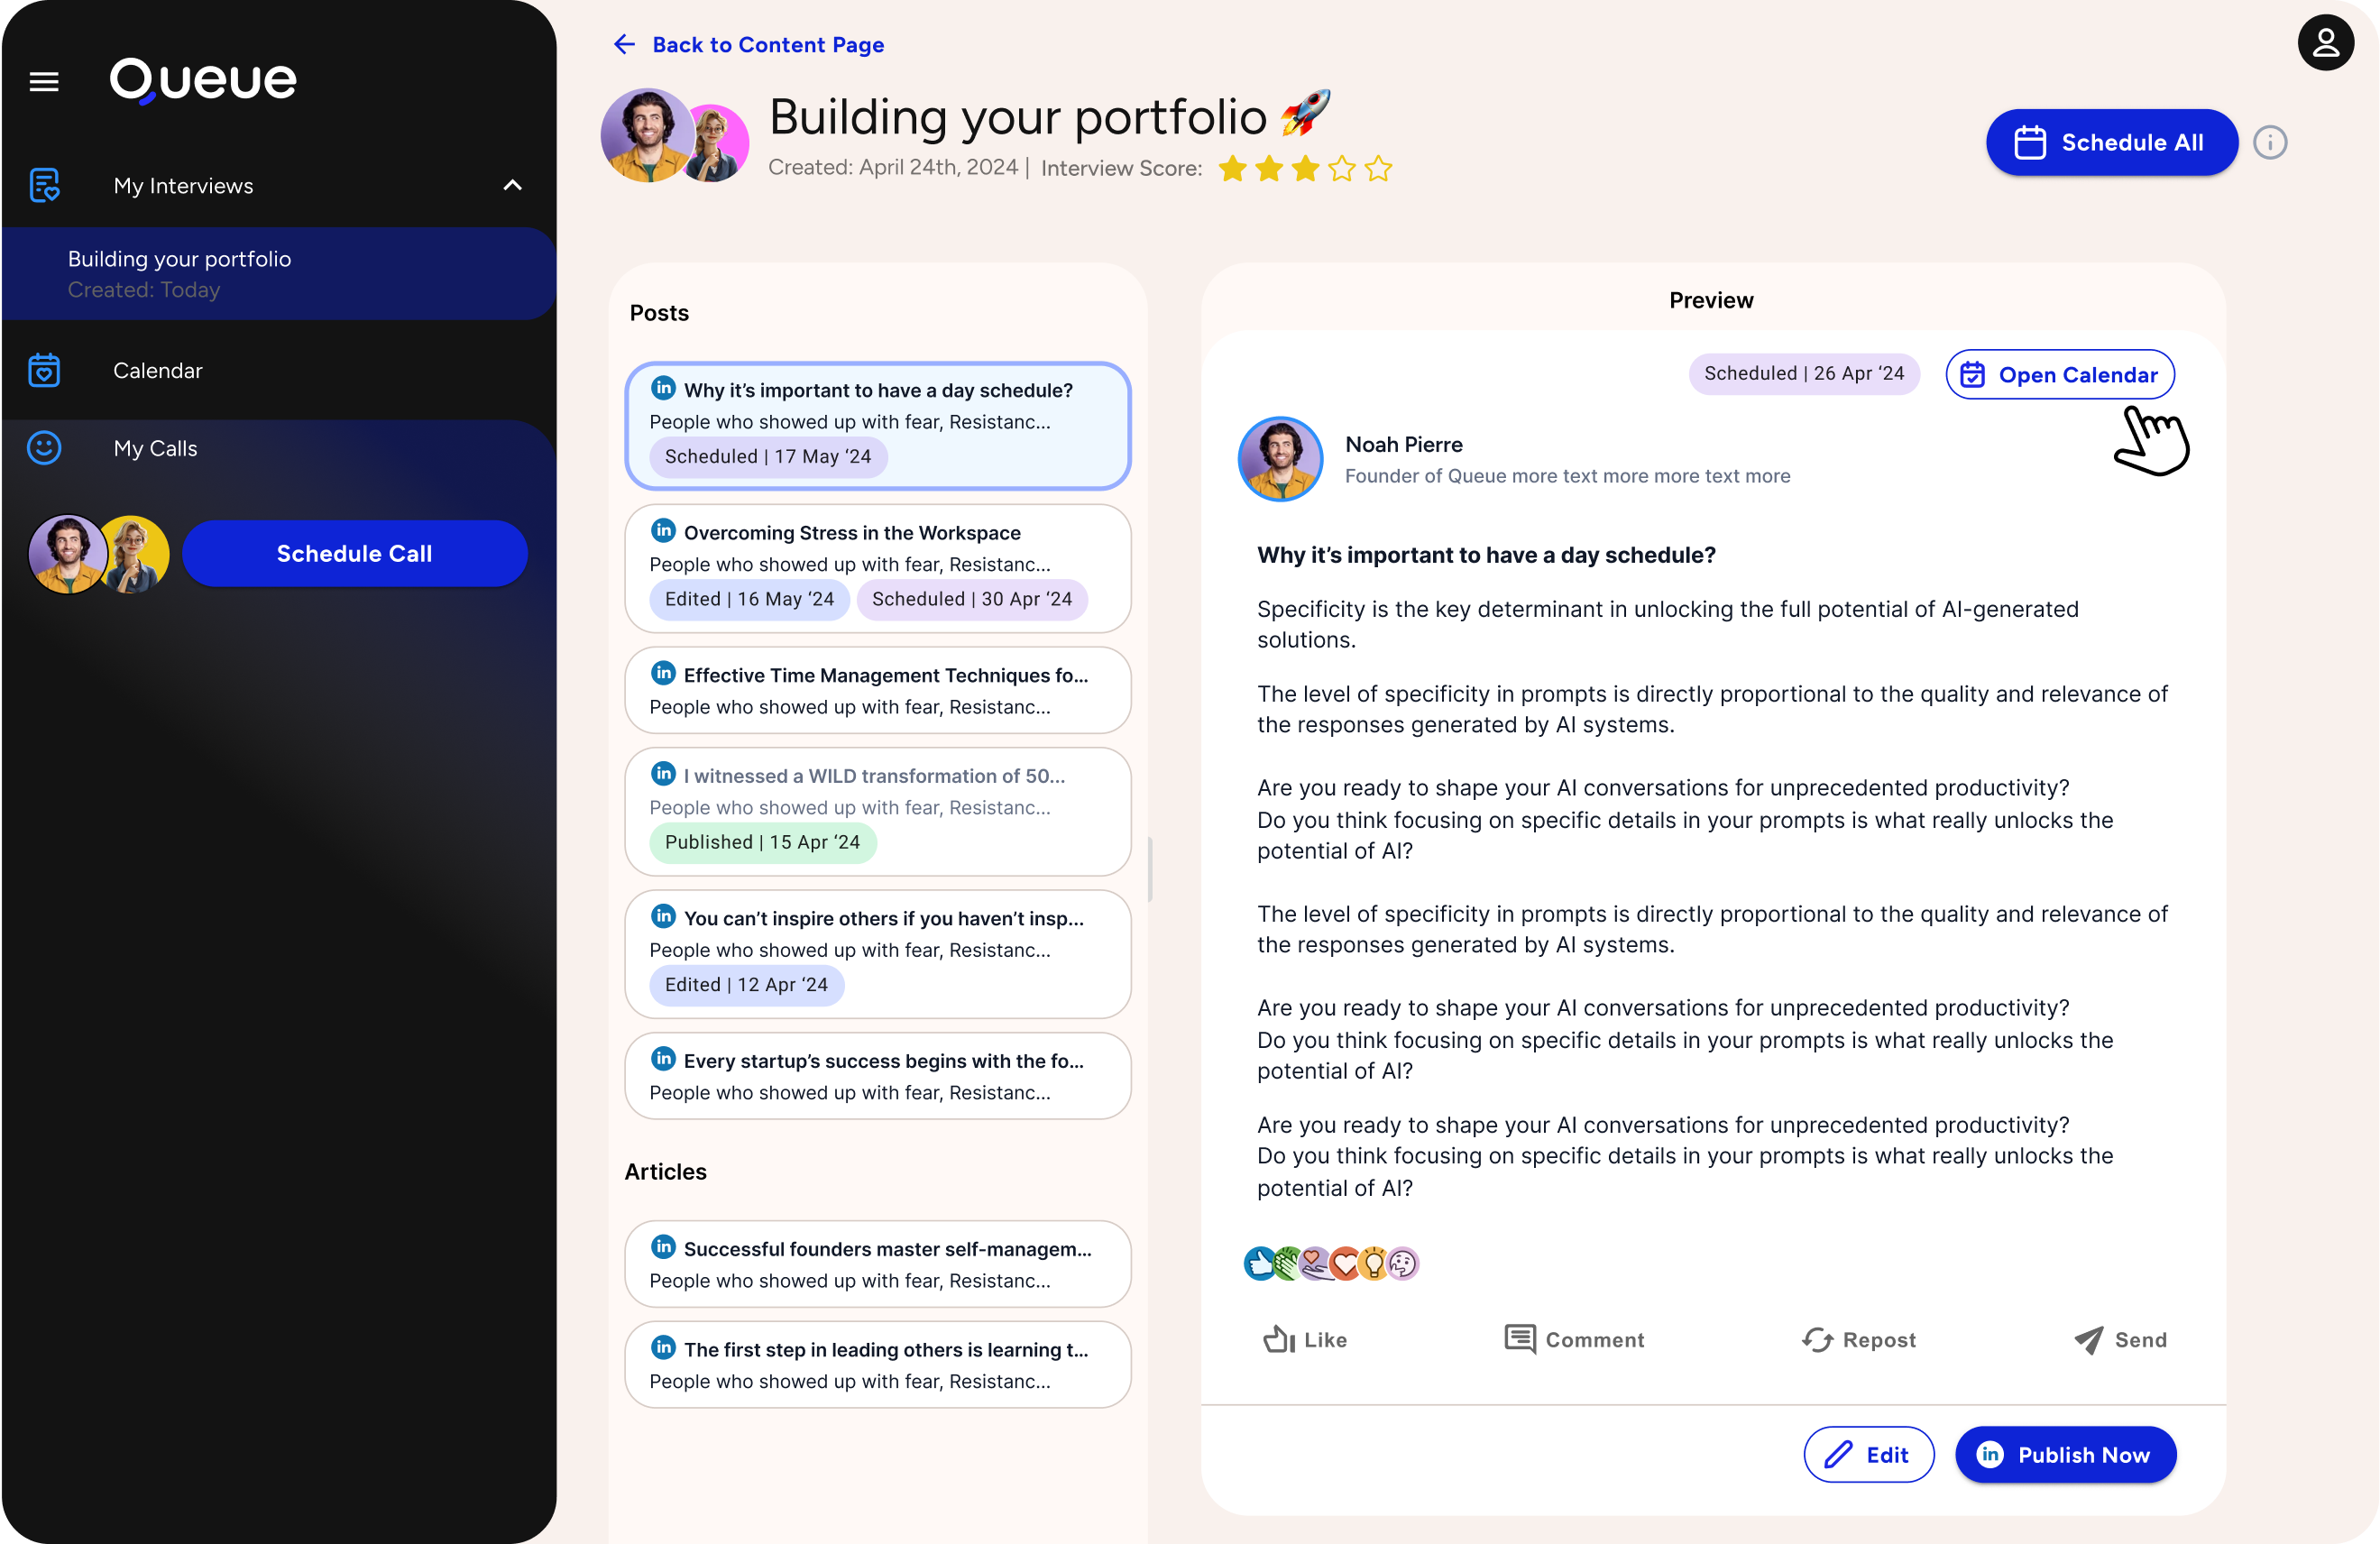 Queue
My Interviews
Building your portfolio
Created: Today
Calendar
My Calls
Schedule Call
Back to Content Page
Building your portfolio 🚀
Created: April 24th, 2024 | Interview Score:
Schedule All
Posts
in Why it’s important to have a day schedule?
People who showed up with fear, Resistanc...
Scheduled | 17 May ‘24
in Overcoming Stress in the Workspace
People who showed up with fear, Resistanc...
Edited | 16 May ‘24 Scheduled | 30 Apr ‘24
in Effective Time Management Techniques fo...
People who showed up with fear, Resistanc...
in I witnessed a WILD transformation of 50...
People who showed up with fear, Resistanc...
Published | 15 Apr ‘24
in You can’t inspire others if you haven’t insp...
People who showed up with fear, Resistanc...
Edited | 12 Apr ‘24
in Every startup’s success begins with the fo...
People who showed up with fear, Resistanc...
Articles
in Successful founders master self-managem...
People who showed up with fear, Resistanc...
in The first step in leading others is learning t...
People who showed up with fear, Resistanc...
Preview
Scheduled | 26 Apr ‘24
Open Calendar
Noah Pierre
Founder of Queue more text more more text more
Why it’s important to have a day schedule?
Specificity is the key determinant in unlocking the full potential of AI-generated
solutions.
The level of specificity in prompts is directly proportional to the quality and relevance of
the responses generated by AI systems.
Are you ready to shape your AI conversations for unprecedented productivity?
Do you think focusing on specific details in your prompts is what really unlocks the
potential of AI?
The level of specificity in prompts is directly proportional to the quality and relevance of
the responses generated by AI systems.
Are you ready to shape your AI conversations for unprecedented productivity?
Do you think focusing on specific details in your prompts is what really unlocks the
potential of AI?
Are you ready to shape your AI conversations for unprecedented productivity?
Do you think focusing on specific details in your prompts is what really unlocks the
potential of AI?
Like Comment Repost Send
Edit
in Publish Now